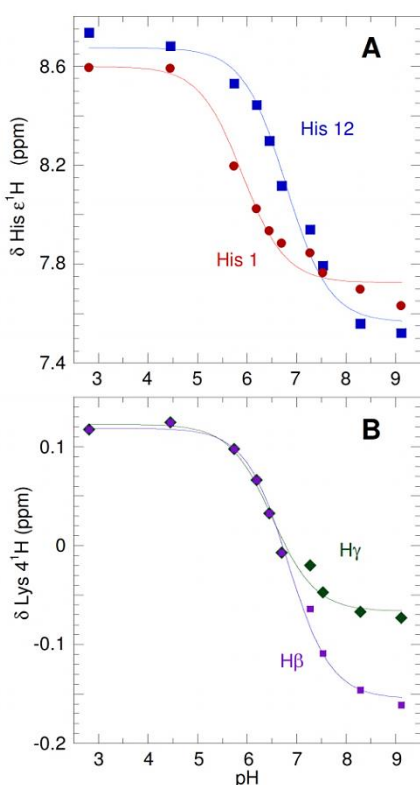 A
8.6
His 12
δ His ε¹H (ppm)
8.2
His 1
7.8
7.4
3 4 5 6 7 8 9
B
0.1
δ Lys 4¹H (ppm)
0
Hγ
-0.1
Hβ
-0.2
3 4 5 6 7 8 9
pH